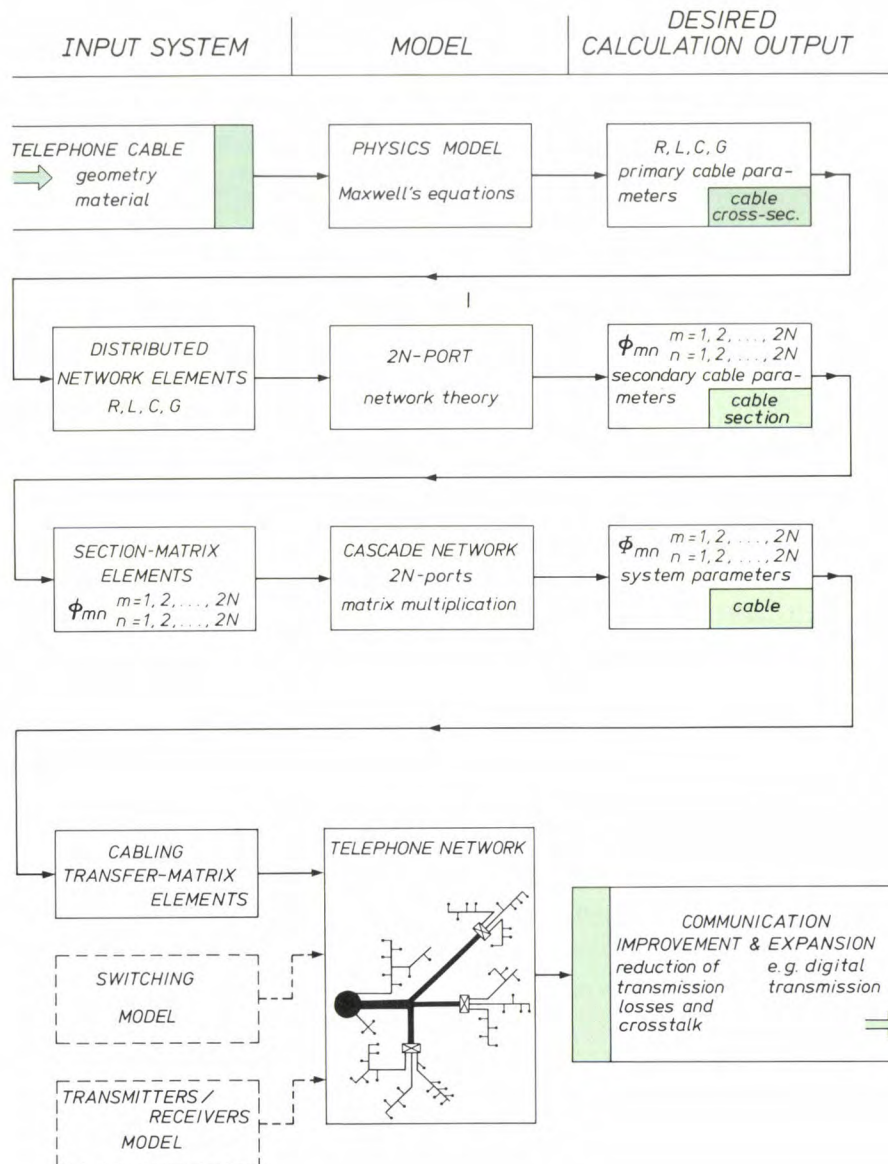 INPUT SYSTEM
MODEL
DESIRED
CALCULATION OUTPUT
TELEPHONE CABLE
geometry
material
PHYSICS MODEL
Maxwell's equations
R, L, C, G
primary cable para-
meters
cable
cross-sec.
DISTRIBUTED
NETWORK ELEMENTS
R, L, C, G
2N-PORT
network theory
ϕmn m = 1, 2, . . . , 2N
n = 1, 2, . . . , 2N
secondary cable para-
meters
cable
section
SECTION-MATRIX
ELEMENTS
ϕmn m = 1, 2, . . . , 2N
n = 1, 2, . . . , 2N
CASCADE NETWORK
2N-ports
matrix multiplication
ϕmn m = 1, 2, . . . , 2N
n = 1, 2, . . . , 2N
system parameters
cable
CABLING
TRANSFER-MATRIX
ELEMENTS
SWITCHING
MODEL
TRANSMITTERS/
RECEIVERS
MODEL
TELEPHONE NETWORK
COMMUNICATION
IMPROVEMENT & EXPANSION
reduction of e.g. digital
transmission transmission
losses and
crosstalk